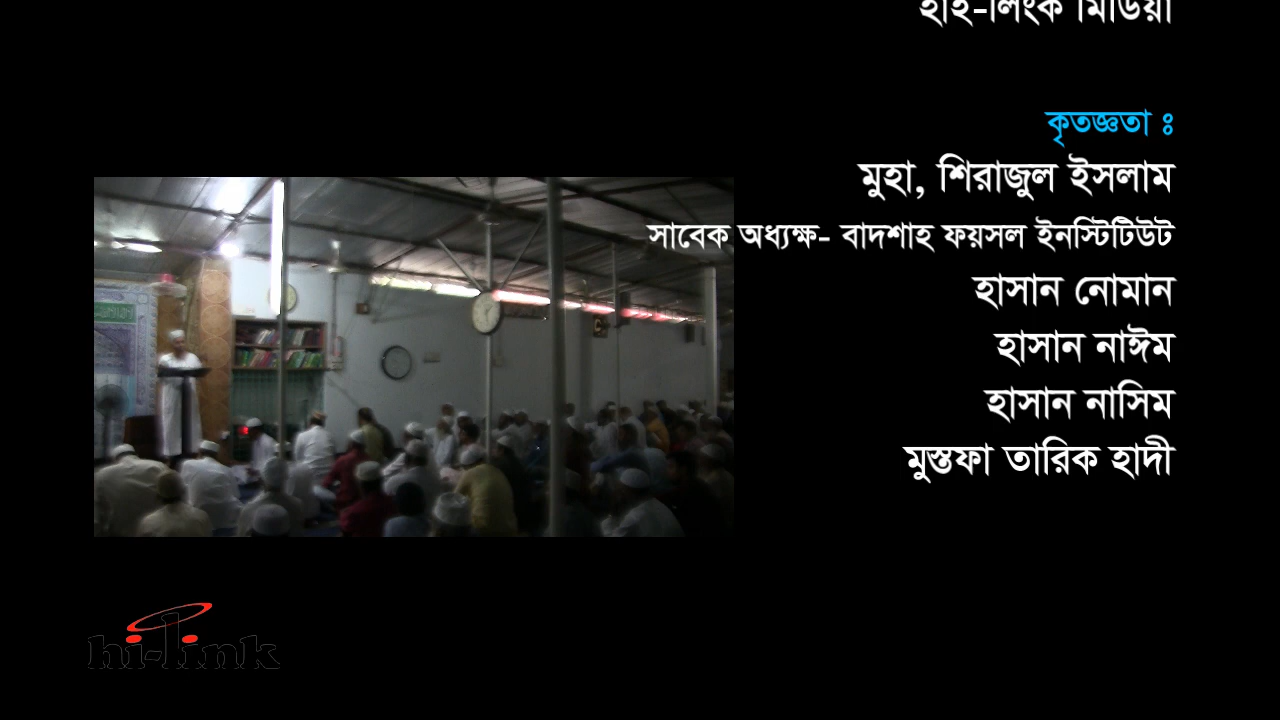 হাই-লিংক মিডিয়া
কৃতজ্ঞতা ঃ
মুহা, শিরাজুল ইসলাম
সাবেক অধ্যক্ষ- বাদশাহ ফয়সল ইনস্টিটিউট
হাসান নোমান
হাসান নাঈম
হাসান নাসিম
মুস্তফা তারিক হাদী
hi-link